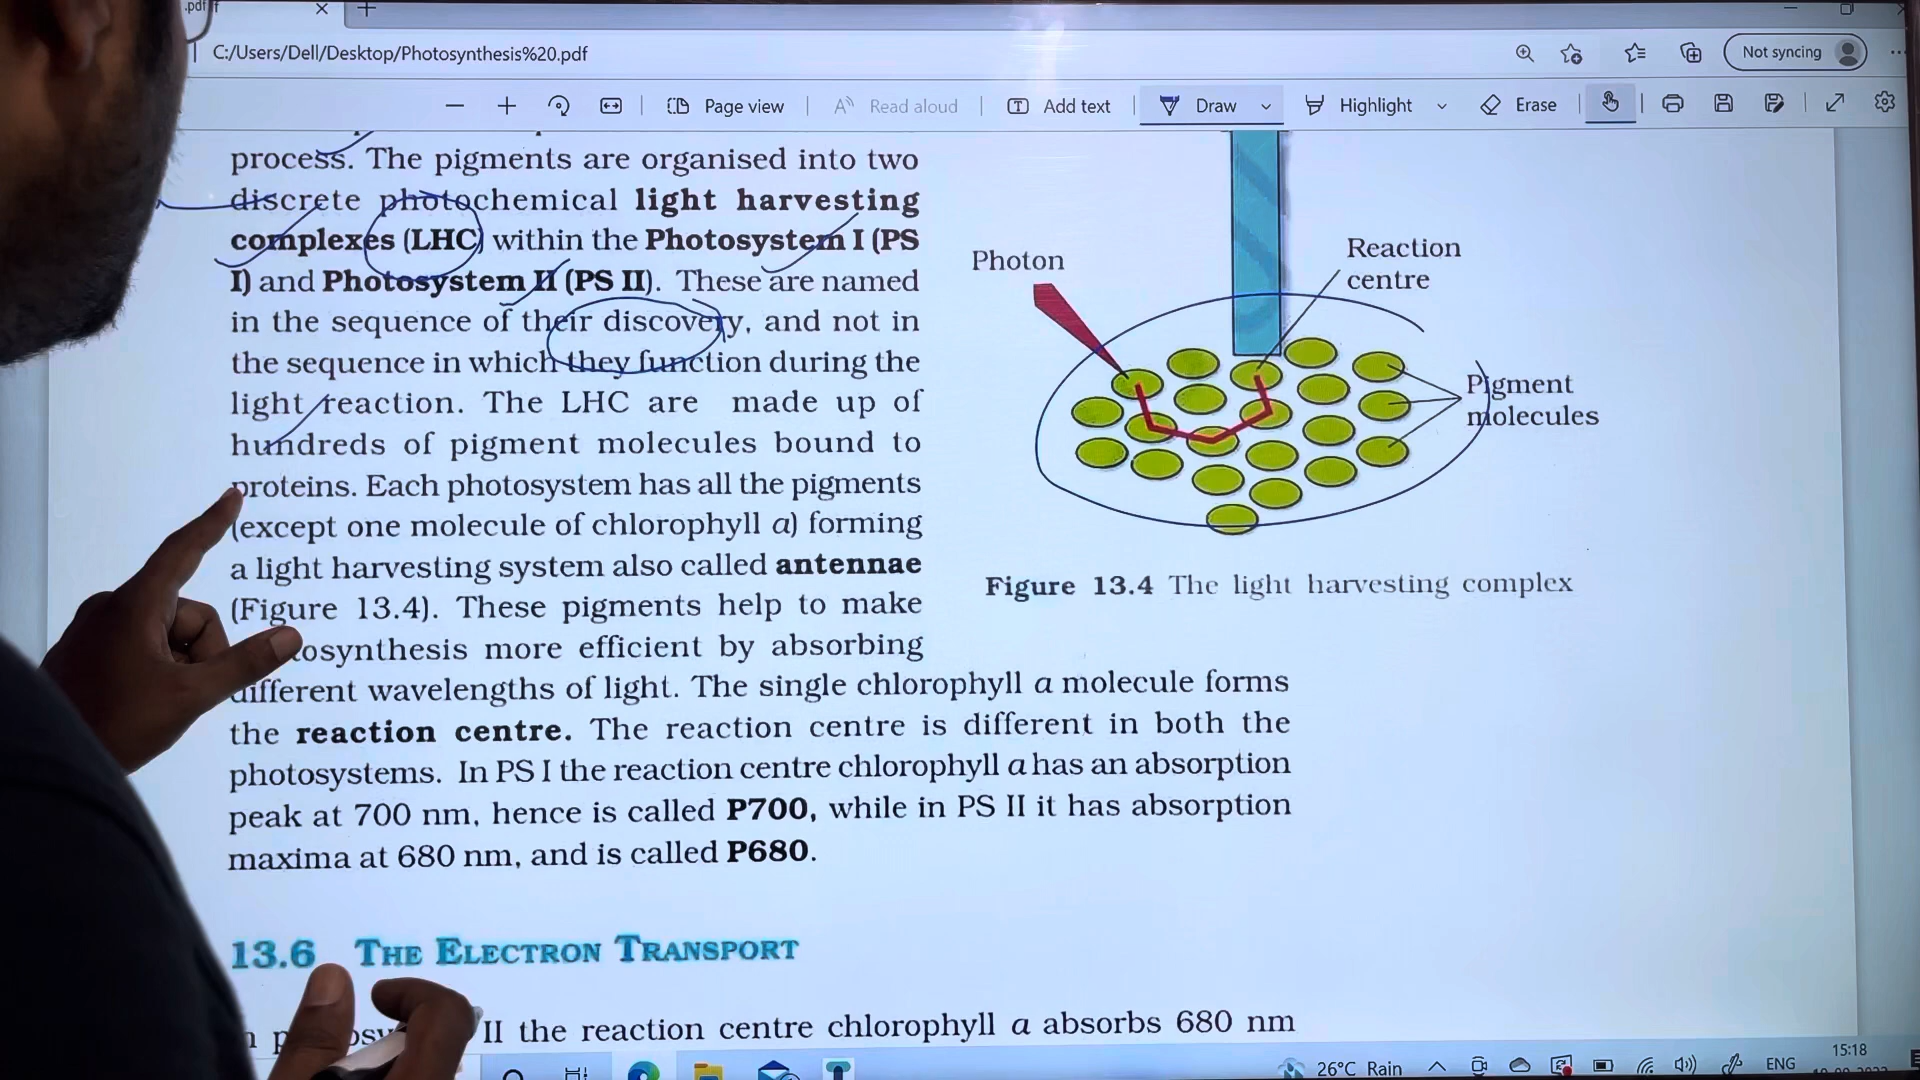 .pdf
C:/Users/Dell/Desktop/Photosynthesis%20.pdf
Not syncing
Page view
Read aloud
Add text
Draw
Highlight
Erase
process. The pigments are organised into two
discrete photochemical light harvesting
complexes (LHC) within the Photosystem I (PS
I) and Photosystem II (PS II). These are named
in the sequence of their discovery, and not in
the sequence in which they function during the
light reaction. The LHC are made up of
hundreds of pigment molecules bound to
proteins. Each photosystem has all the pigments
(except one molecule of chlorophyll a) forming
a light harvesting system also called antennae
(Figure 13.4). These pigments help to make
osynthesis more efficient by absorbing
different wavelengths of light. The single chlorophyll a molecule forms
the reaction centre. The reaction centre is different in both the
photosystems. In PS I the reaction centre chlorophyll a has an absorption
peak at 700 nm, hence is called P700, while in PS II it has absorption
maxima at 680 nm, and is called P680.
Photon
Reaction
centre
Pigment
molecules
Figure 13.4 The light harvesting complex
13.6 THE ELECTRON TRANSPORT
II the reaction centre chlorophyll a absorbs 680 nm
26°C Rain
ENG
15:18